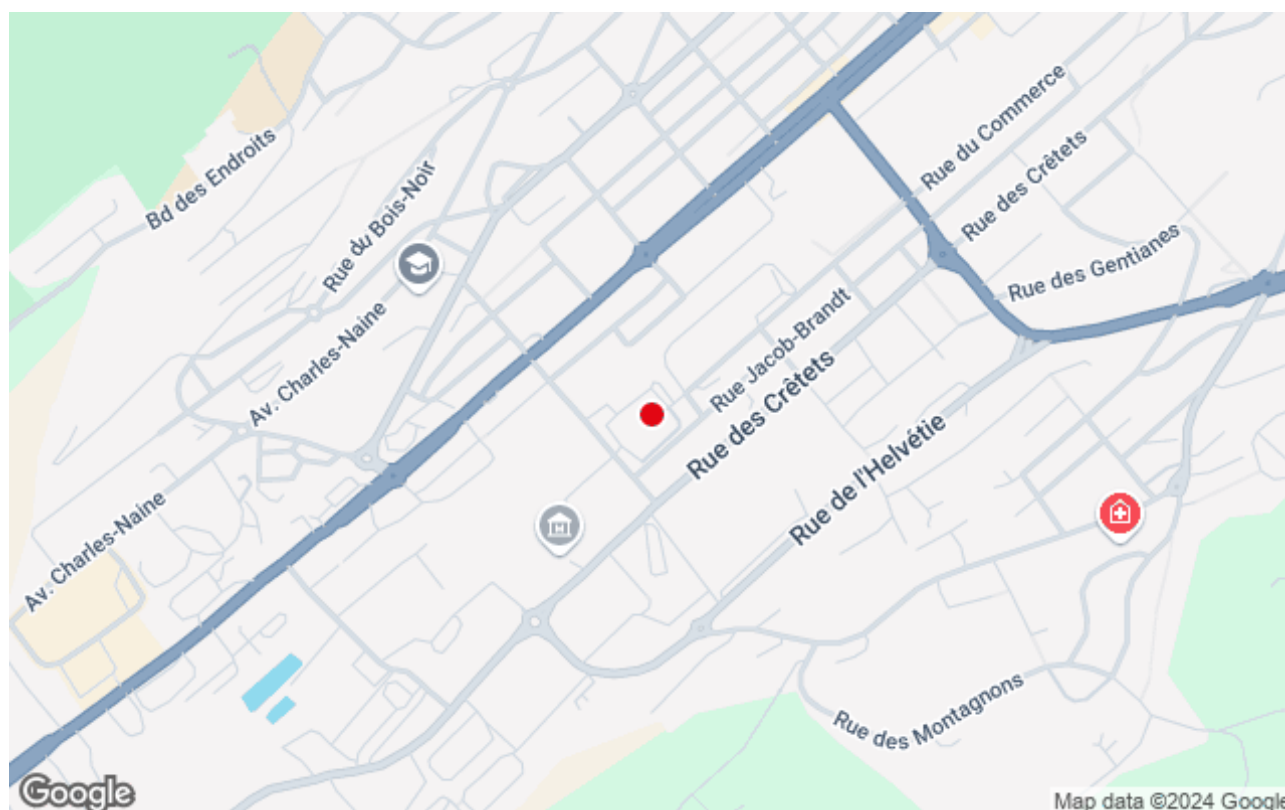 Bd des Endroits
Rue du Bois-Noir
Av. Charles-Naine
Av. Charles-Naine
Rue du Commerce
Rue des Crêtets
Rue des Gentianes
Rue Jacob-Brandt
Rue des Crêtets
Rue de l'Helvétie
Rue des Montagnons
M
Google
Map data ©2024 Google